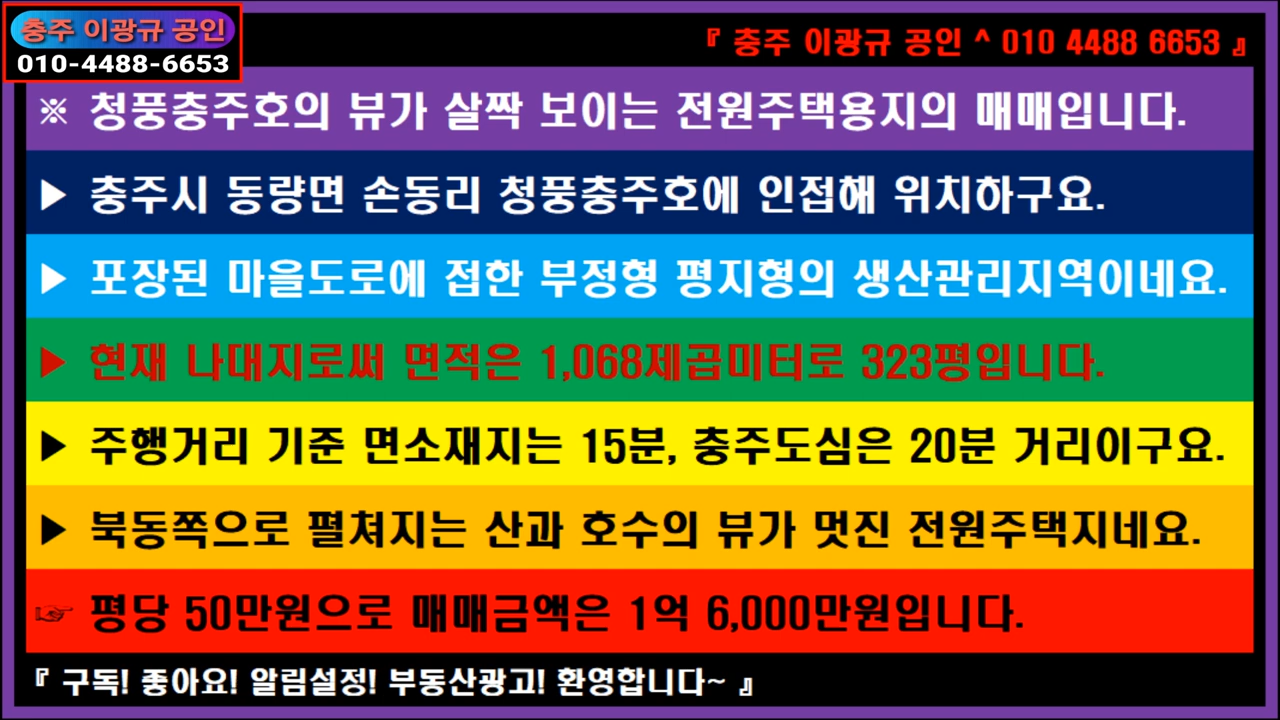 충주 이광규 공인
010-4488-6653
『 충주 이광규 공인 ^ 010 4488 6653 』
※ 청풍충주호의 뷰가 살짝 보이는 전원주택용지의 매매입니다.
▶ 충주시 동량면 손동리 청풍충주호에 인접해 위치하구요.
▶ 포장된 마을도로에 접한 부정형 평지형의 생산관리지역이네요.
▶ 현재 나대지로써 면적은 1,068제곱미터로 323평입니다.
▶ 주행거리 기준 면소재지는 15분, 충주도심은 20분 거리이구요.
▶ 북동쪽으로 펼쳐지는 산과 호수의 뷰가 멋진 전원주택지네요.
☞ 평당 50만원으로 매매금액은 1억 6,000만원입니다.
『 구독! 좋아요! 알림설정! 부동산광고! 환영합니다~ 』